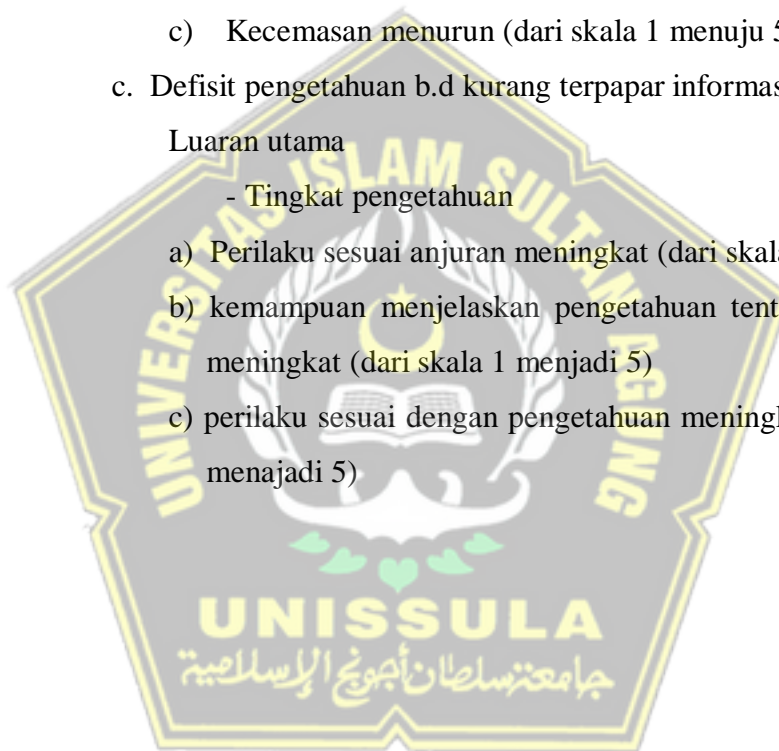 c) Kecemasan menurun (dari skala 1 menuju 5
c. Defisit pengetahuan b.d kurang terpapar informas
Luaran utama
- Tingkat pengetahuan
a) Perilaku sesuai anjuran meningkat (dari skala
b) kemampuan menjelaskan pengetahuan tent
meningkat (dari skala 1 menjadi 5)
c) perilaku sesuai dengan pengetahuan meningk
menajadi 5)
UNIVERSITAS ISLAM SULTAN AGUNG
UNISSULA
جامعة سلطان أجونج الإسلامية